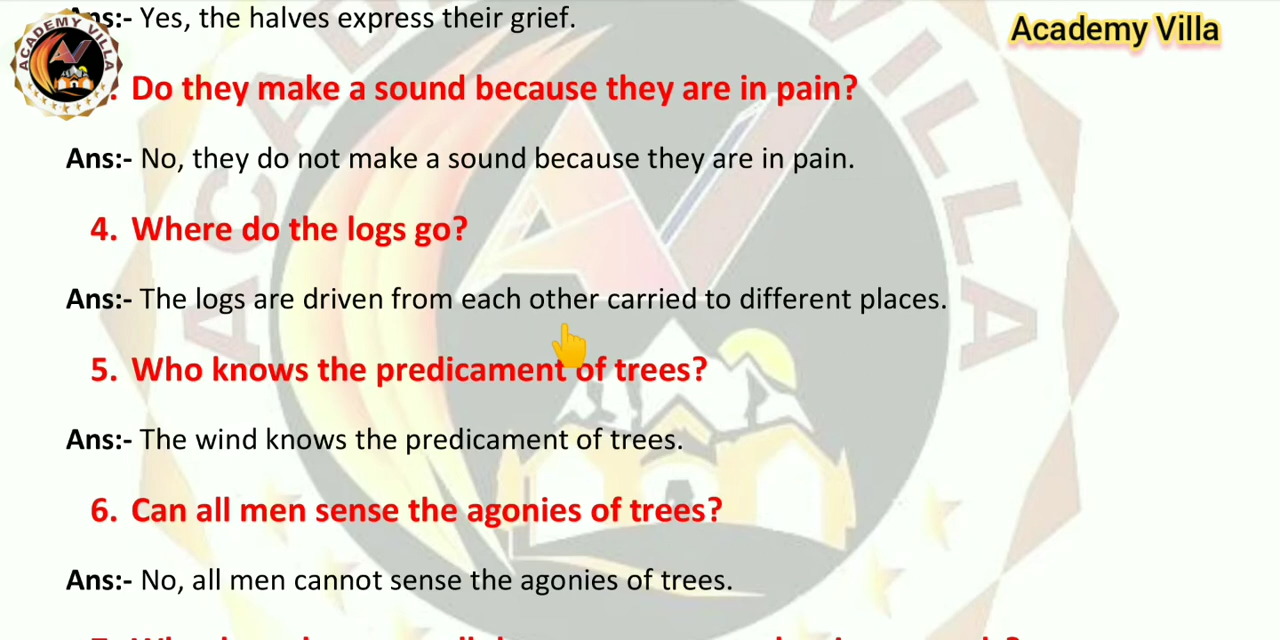 Ans:- Yes, the halves express their grief.
Academy Villa
ACADEMY VILLA
Do they make a sound because they are in pain?
Ans:- No, they do not make a sound because they are in pain.
4. Where do the logs go?
Ans:- The logs are driven from each other carried to different places.
5. Who knows the predicament of trees?
Ans:- The wind knows the predicament of trees.
6. Can all men sense the agonies of trees?
Ans:- No, all men cannot sense the agonies of trees.